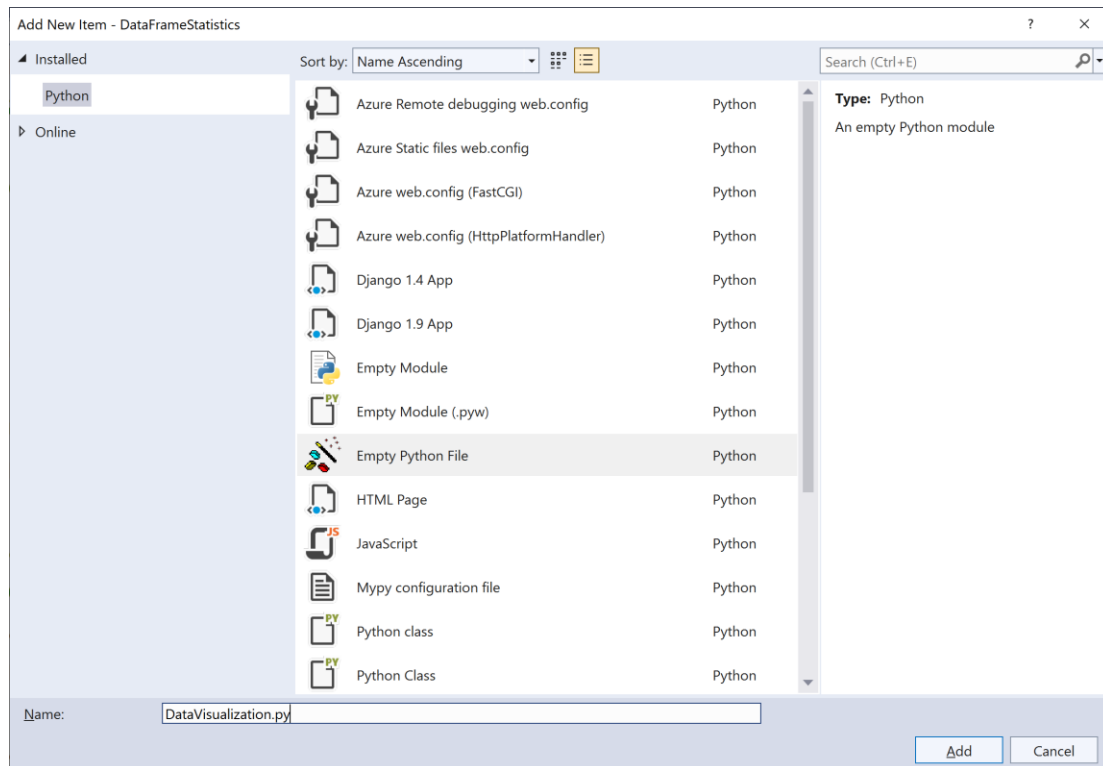 Add New Item - DataFrameStatistics ? ×
Installed
Python
Online
Sort by: Name Ascending
Azure Remote debugging web.config Python
Azure Static files web.config Python
Azure web.config (FastCGI) Python
Azure web.config (HttpPlatformHandler) Python
Django 1.4 App Python
Django 1.9 App Python
Empty Module Python
PY Empty Module (.pyw) Python
Empty Python File Python
HTML Page Python
JS JavaScript Python
Mypy configuration file Python
PY Python class Python
PY Python Class Python
Search (Ctrl+E)
Type: Python
An empty Python module
Name: DataVisualization.py
Add Cancel